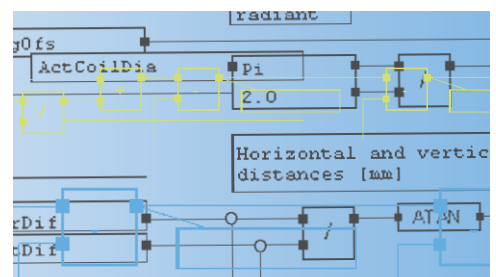 radiant
gOfs
ActCoilDia
Pi
/
2.0
+
-
/
Horizontal and vertic
distances [mm]
rDif
ATAN
/
tDif